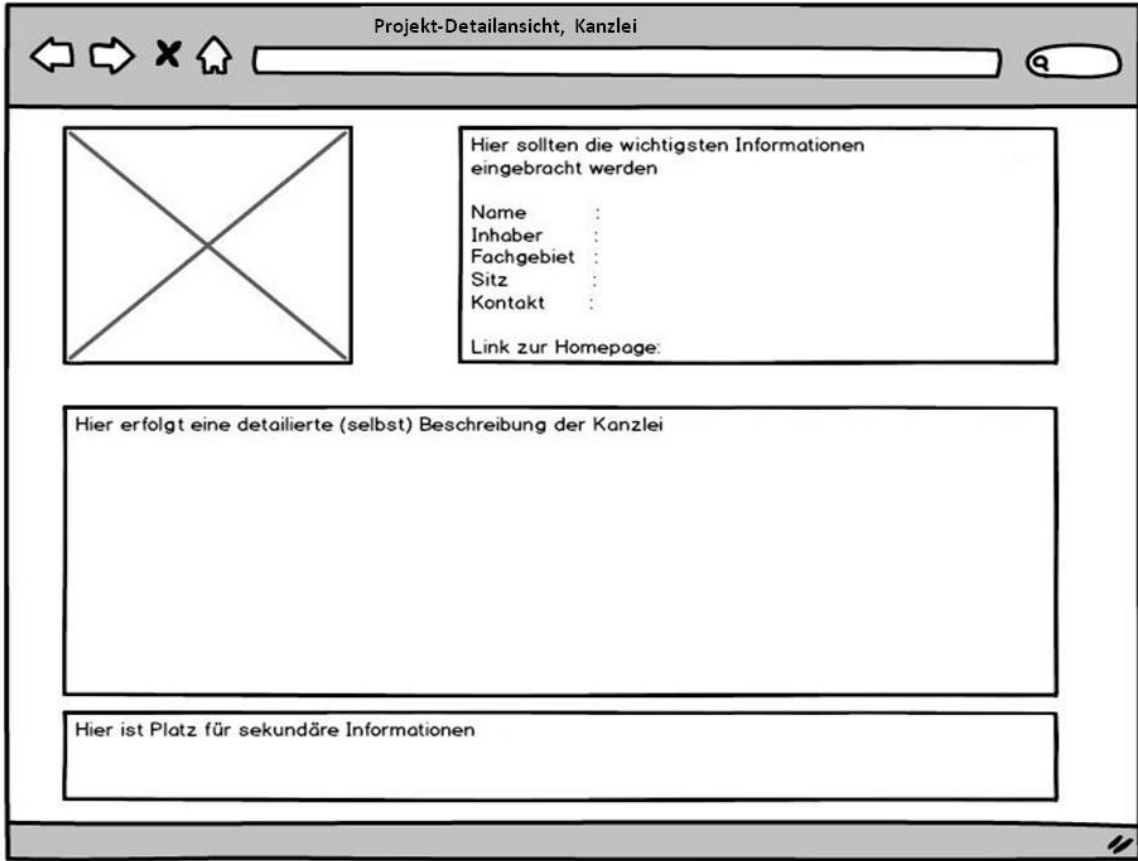 Projekt-Detailansicht, Kanzlei
Hier sollten die wichtigsten Informationen
eingebracht werden
Name :
Inhaber :
Fachgebiet :
Sitz :
Kontakt :
Link zur Homepage:
Hier erfolgt eine detailierte (selbst) Beschreibung der Kanzlei
Hier ist Platz für sekundäre Informationen